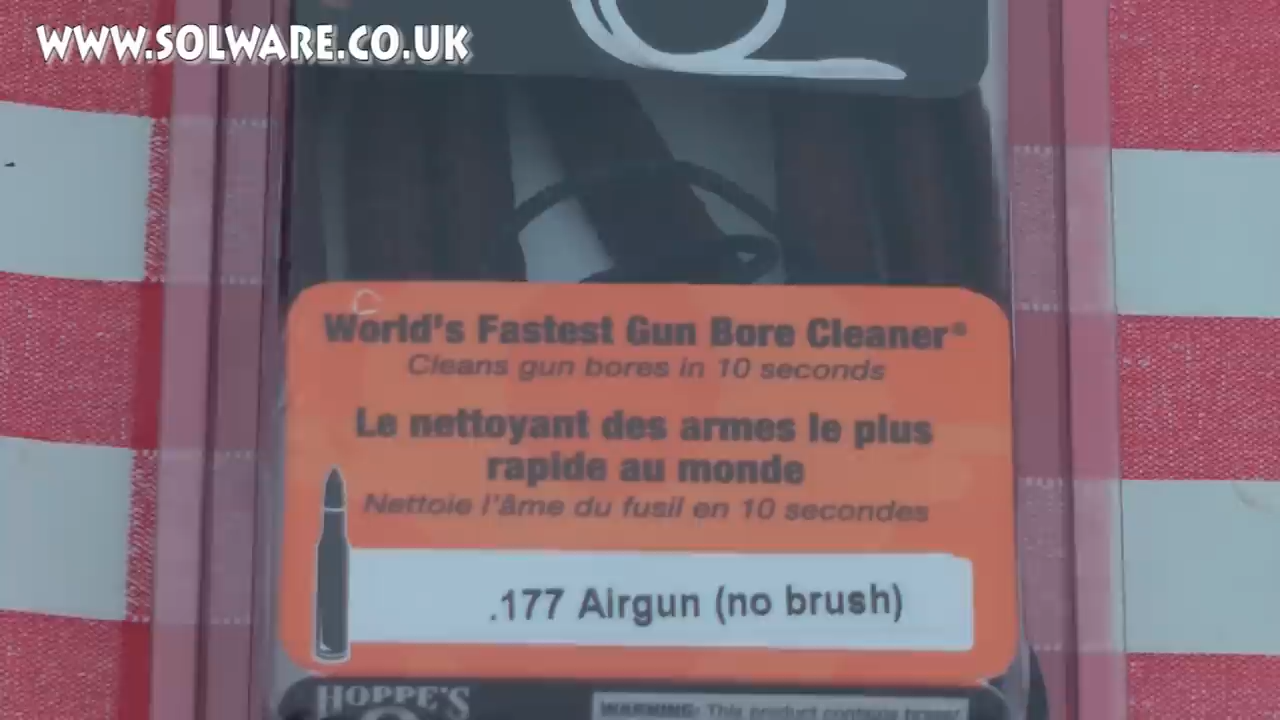 WWW.SOLWARE.CO.UK
World's Fastest Gun Bore Cleaner®
Cleans gun bores in 10 seconds
Le nettoyant des armes le plus
rapide au monde
Nettoie l'âme du fusil en 10 secondes
.177 Airgun (no brush)
HOPPE'S
WARNING: This product contains